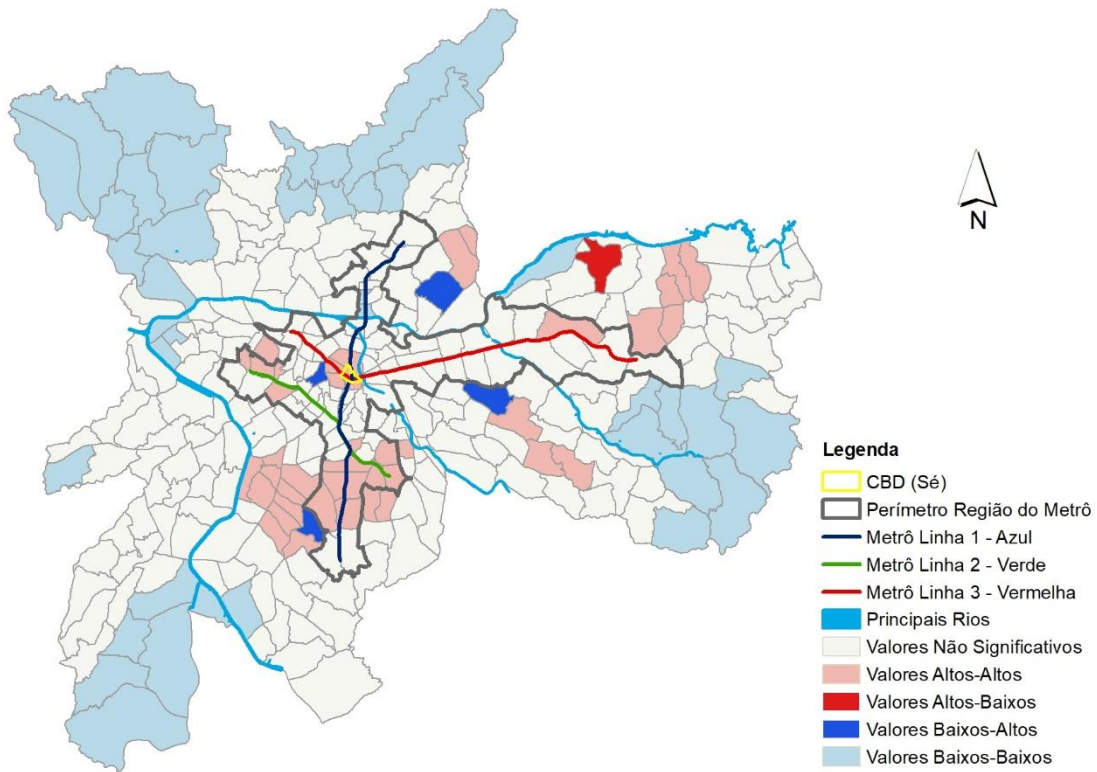 N
Legenda
CBD (Sé)
Perímetro Região do Metrô
Metrô Linha 1 - Azul
Metrô Linha 2 - Verde
Metrô Linha 3 - Vermelha
Principais Rios
Valores Não Significativos
Valores Altos-Altos
Valores Altos-Baixos
Valores Baixos-Altos
Valores Baixos-Baixos